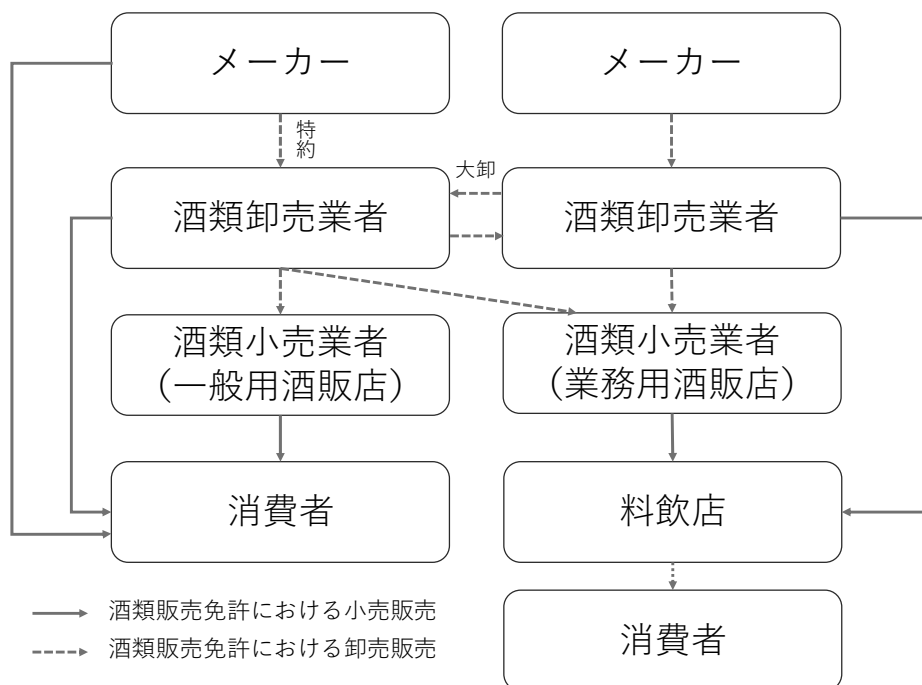 メーカー
メーカー
特約
大卸
酒類卸売業者
酒類卸売業者
酒類小売業者
（一般用酒販店）
酒類小売業者
（業務用酒販店）
消費者
料飲店
酒類販売免許における小売販売
酒類販売免許における卸売販売
消費者